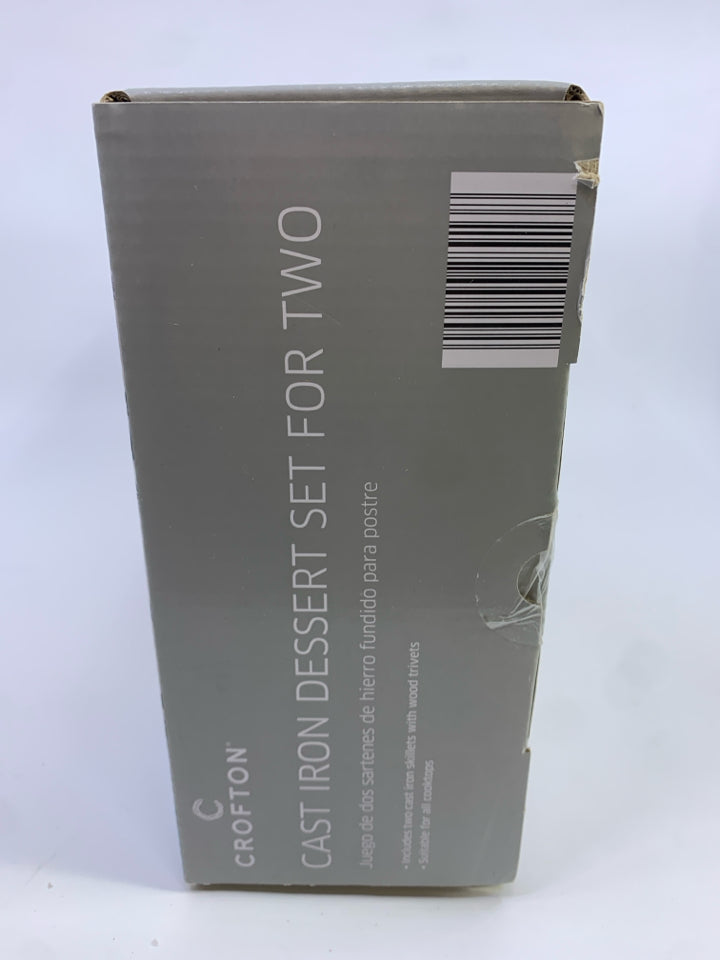 C
CROFTON®
CAST IRON DESSERT SET FOR TWO
Juego de dos sartenes de hierro fundido para postre
• Includes two cast iron skillets with wood trivets
• Suitable for all cooktops